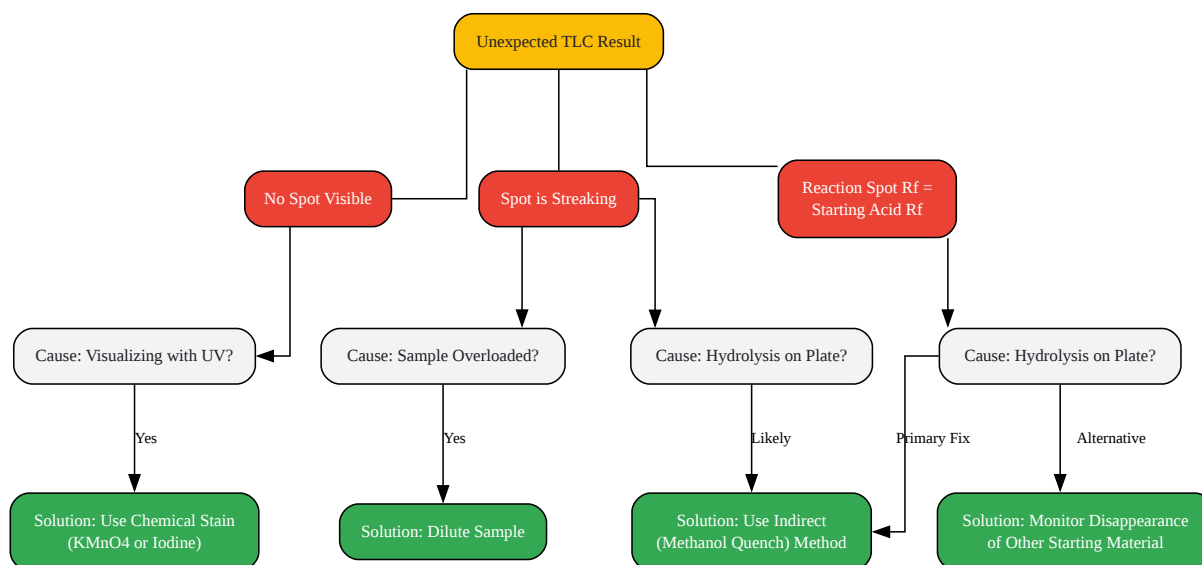 Unexpected TLC Result
No Spot Visible
Spot is Streaking
Reaction Spot Rf =
Starting Acid Rf
Cause: Visualizing with UV?
Cause: Sample Overloaded?
Cause: Hydrolysis on Plate?
Cause: Hydrolysis on Plate?
Yes
Yes
Likely
Primary Fix
Alternative
Solution: Use Chemical Stain
(KMnO4 or Iodine)
Solution: Dilute Sample
Solution: Use Indirect
(Methanol Quench) Method
Solution: Monitor Disappearance
of Other Starting Material